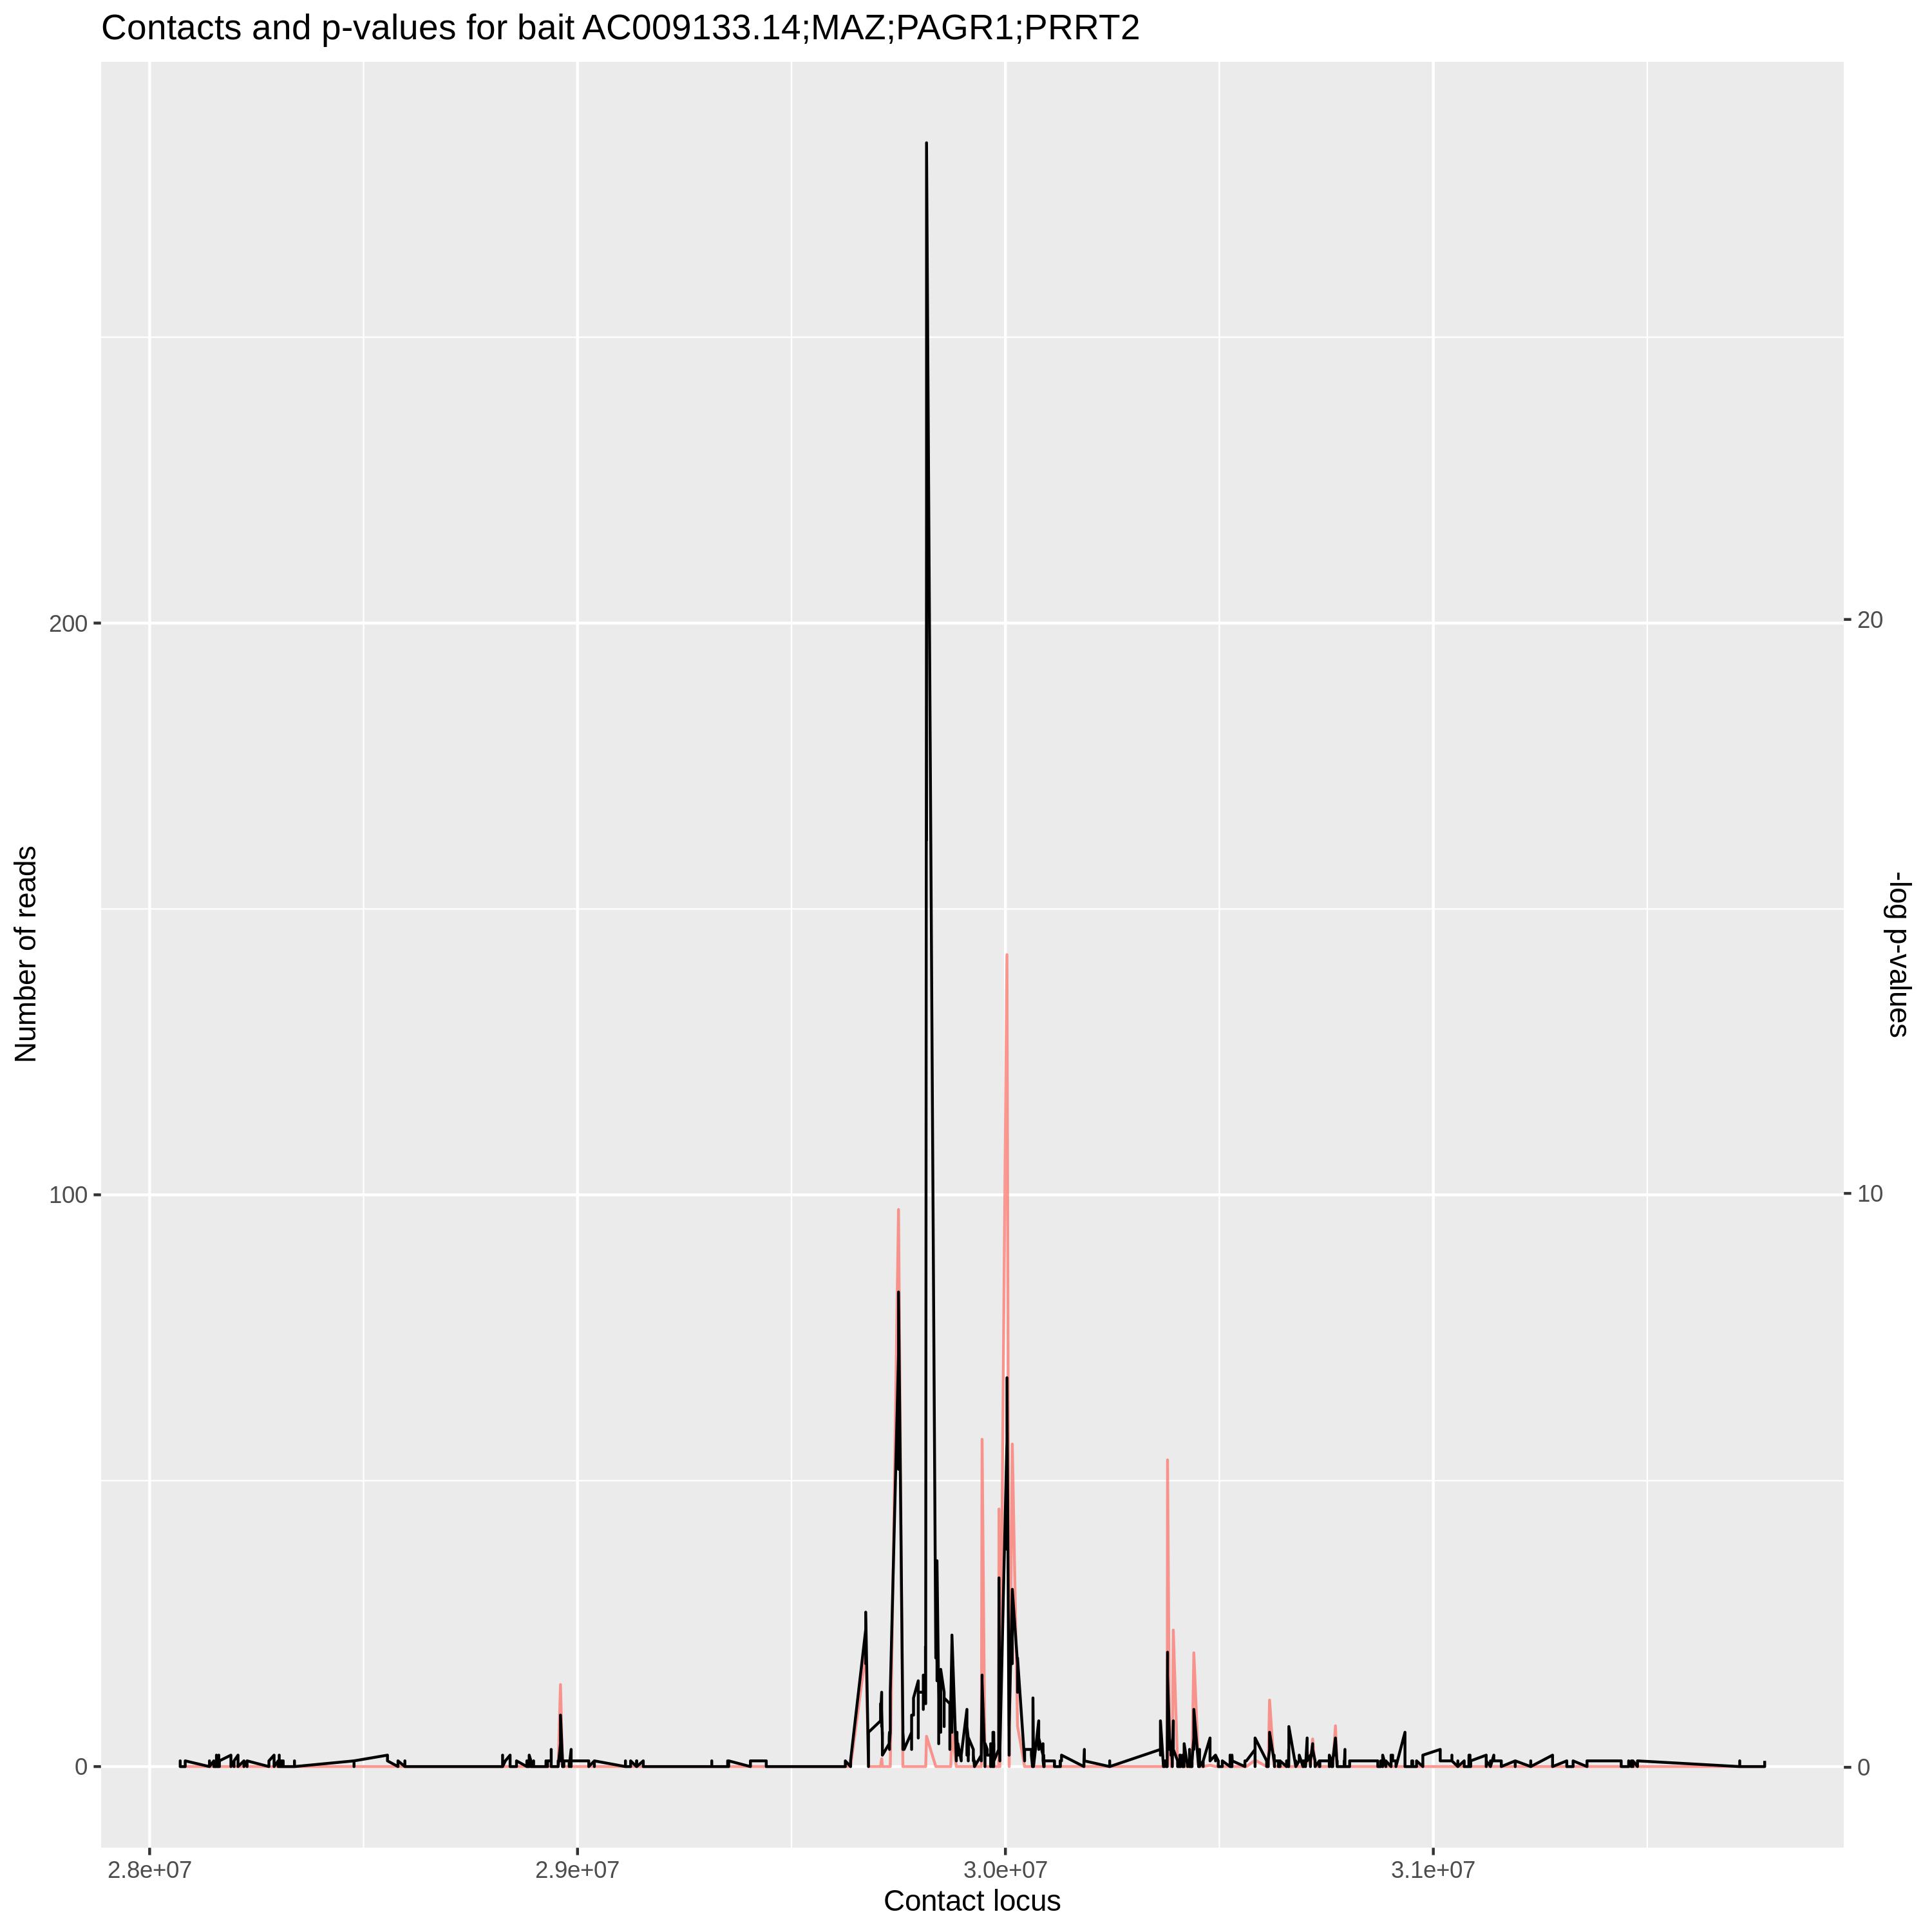 Contacts and p-values for bait AC009133.14;MAZ;PAGR1;PRRT2
Number of reads
200
100
0
20
10
0
-log p-values
2.8e+07
2.9e+07
3.0e+07
3.1e+07
Contact locus